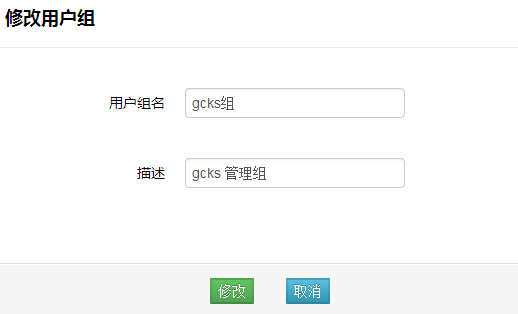 修改用户组
用户组名 gcks组
描述 gcks 管理组
修改 取消